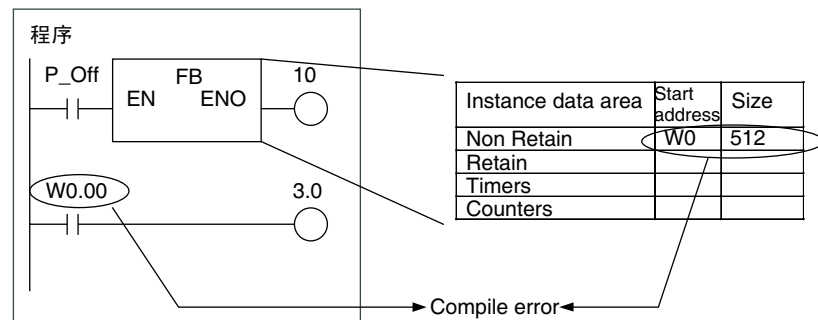 程序
P_Off
FB
10
EN ENO
W0.00
3.0
Instance data area Start address Size
Non Retain W0 512
Retain
Timers
Counters
Compile error